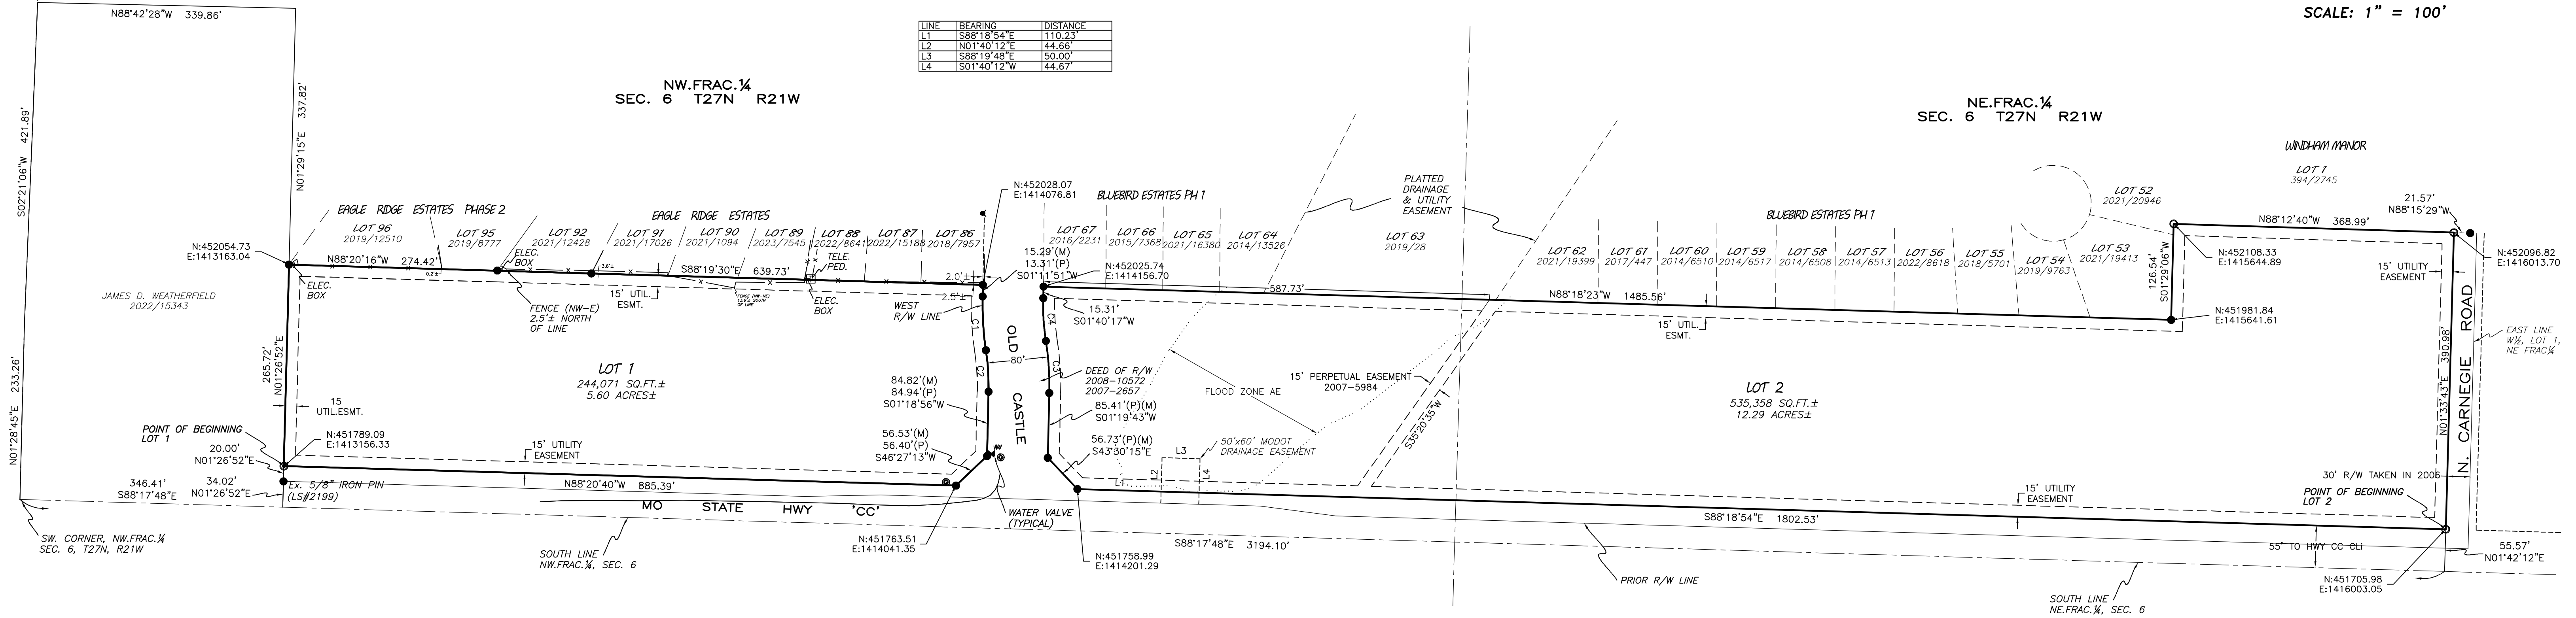 SCALE: 1" = 100'
N88°42'28"W 339.86'
LINE BEARING DISTANCE
L1 S88°18'54"E 110.23'
L2 N01°40'12"E 44.66'
L3 S88°19'48"E 50.00'
L4 S01°40'12"W 44.67'
NW.FRAC.¼
SEC. 6 T27N R21W
NE.FRAC.¼
SEC. 6 T27N R21W
S02°21'06"W 421.89'
N01°29'15"E 337.82'
WINDHAM MANOR
LOT 1
394/2745
PLATTED
DRAINAGE
& UTILITY
EASEMENT
N:452028.07
E:1414076.81
BLUEBIRD ESTATES PH 1
BLUEBIRD ESTATES PH 1
LOT 52
2021/20946
21.57'
N88°15'29"W
EAGLE RIDGE ESTATES PHASE 2
EAGLE RIDGE ESTATES
LOT 96
2019/12510
LOT 95
2019/8777
LOT 92
2021/12428
LOT 91
2021/17026
LOT 90
2021/1094
LOT 89
2023/7545
LOT 88
2022/8641
LOT 87
2022/15188
LOT 86
2018/7957
LOT 67
2016/2231
LOT 66
2015/7368
LOT 65
2021/16380
LOT 64
2014/13526
LOT 63
2019/28
LOT 62
2021/19399
LOT 61
2017/447
LOT 60
2014/6510
LOT 59
2014/6517
LOT 58
2014/6508
LOT 57
2014/6513
LOT 56
2022/8618
LOT 55
2018/5701
LOT 54
2019/9763
LOT 53
2021/19413
N88°12'40"W 368.99'
N:452054.73
E:1413163.04
N88°20'16"W 274.42'
0.2'±
ELEC.
BOX
3.6'±
S88°19'30"E 639.73'
TELE.
PED.
2.0'±
2.5'±
15.29'(M)
13.31'(P)
S01°11'51"W
N:452025.74
E:1414156.70
587.73'
N88°18'23"W 1485.56'
126.54'
S01°29'06"W
N:452108.33
E:1415644.89
N:452096.82
E:1416013.70
15' UTILITY
EASEMENT
ELEC.
BOX
JAMES D. WEATHERFIELD
2022/15343
FENCE (NW-E)
2.5'± NORTH
OF LINE
15' UTIL.
ESMT.
FENCE (NW-NE)
13.6'± SOUTH
OF LINE
ELEC.
BOX
WEST
R/W LINE
15.31'
S01°40'17"W
15' UTIL.
ESMT.
N:451981.84
E:1415641.61
EAST LINE
W½, LOT 1,
NE FRAC¼
C1
C4
OLD
80'
CASTLE
C2
C3
LOT 1
244,071 SQ.FT.±
5.60 ACRES±
265.72'
N01°26'52"E
15
UTIL.ESMT.
84.82'(M)
84.94'(P)
S01°18'56"W
DEED OF R/W
2008-10572
2007-2657
85.41'(P)(M)
S01°19'43"W
FLOOD ZONE AE
15' PERPETUAL EASEMENT
2007-5984
S35°20'35"W
LOT 2
535,358 SQ.FT.±
12.29 ACRES±
N01°33'43"E 390.98'
N. CARNEGIE ROAD
N01°28'45"E 233.26'
POINT OF BEGINNING
LOT 1
20.00'
N01°26'52"E
N:451789.09
E:1413156.33
15' UTILITY
EASEMENT
56.53'(M)
56.40'(P)
S46°27'13"W
56.73'(P)(M)
S43°30'15"E
50'x60' MODOT
DRAINAGE EASEMENT
L3
L2
L4
L1
346.41'
S88°17'48"E
34.02'
N01°26'52"E
Ex. 5/8" IRON PIN
(LS#2199)
N88°20'40"W 885.39'
MO STATE HWY 'CC'
WATER VALVE
(TYPICAL)
15' UTILITY
EASEMENT
30' R/W TAKEN IN 2006
POINT OF BEGINNING
LOT 2
S88°18'54"E 1802.53'
SW. CORNER, NW.FRAC.¼
SEC. 6, T27N, R21W
SOUTH LINE
NW.FRAC.¼, SEC. 6
N:451763.51
E:1414041.35
N:451758.99
E:1414201.29
S88°17'48"E 3194.10'
PRIOR R/W LINE
55' TO HWY CC CLi
55.57'
N01°42'12"E
N:451705.98
E:1416003.05
SOUTH LINE
NE.FRAC.¼, SEC. 6